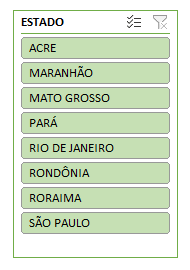 ESTADO
ACRE
MARANHÃO
MATO GROSSO
PARÁ
RIO DE JANEIRO
RONDÔNIA
RORAIMA
SÃO PAULO